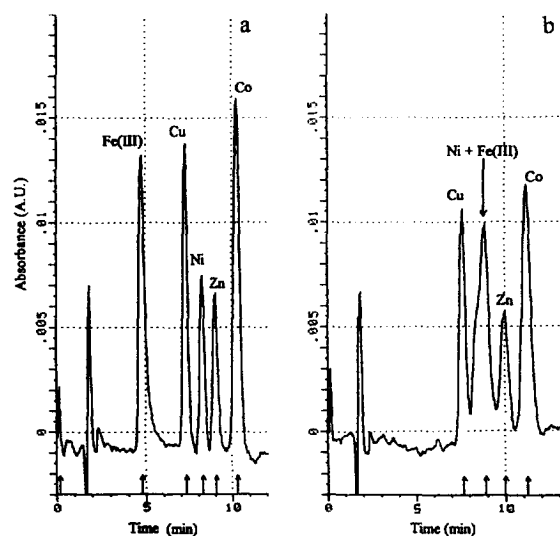 a
b
Co
Fe(III)
Cu
Ni
Zn
Absorbance (A.U.)
.015
.01
.005
0
0
5
10
Time (min)
Ni + Fe(III)
Cu
Co
Zn
.015
.01
.005
0
0
10
Time (min)